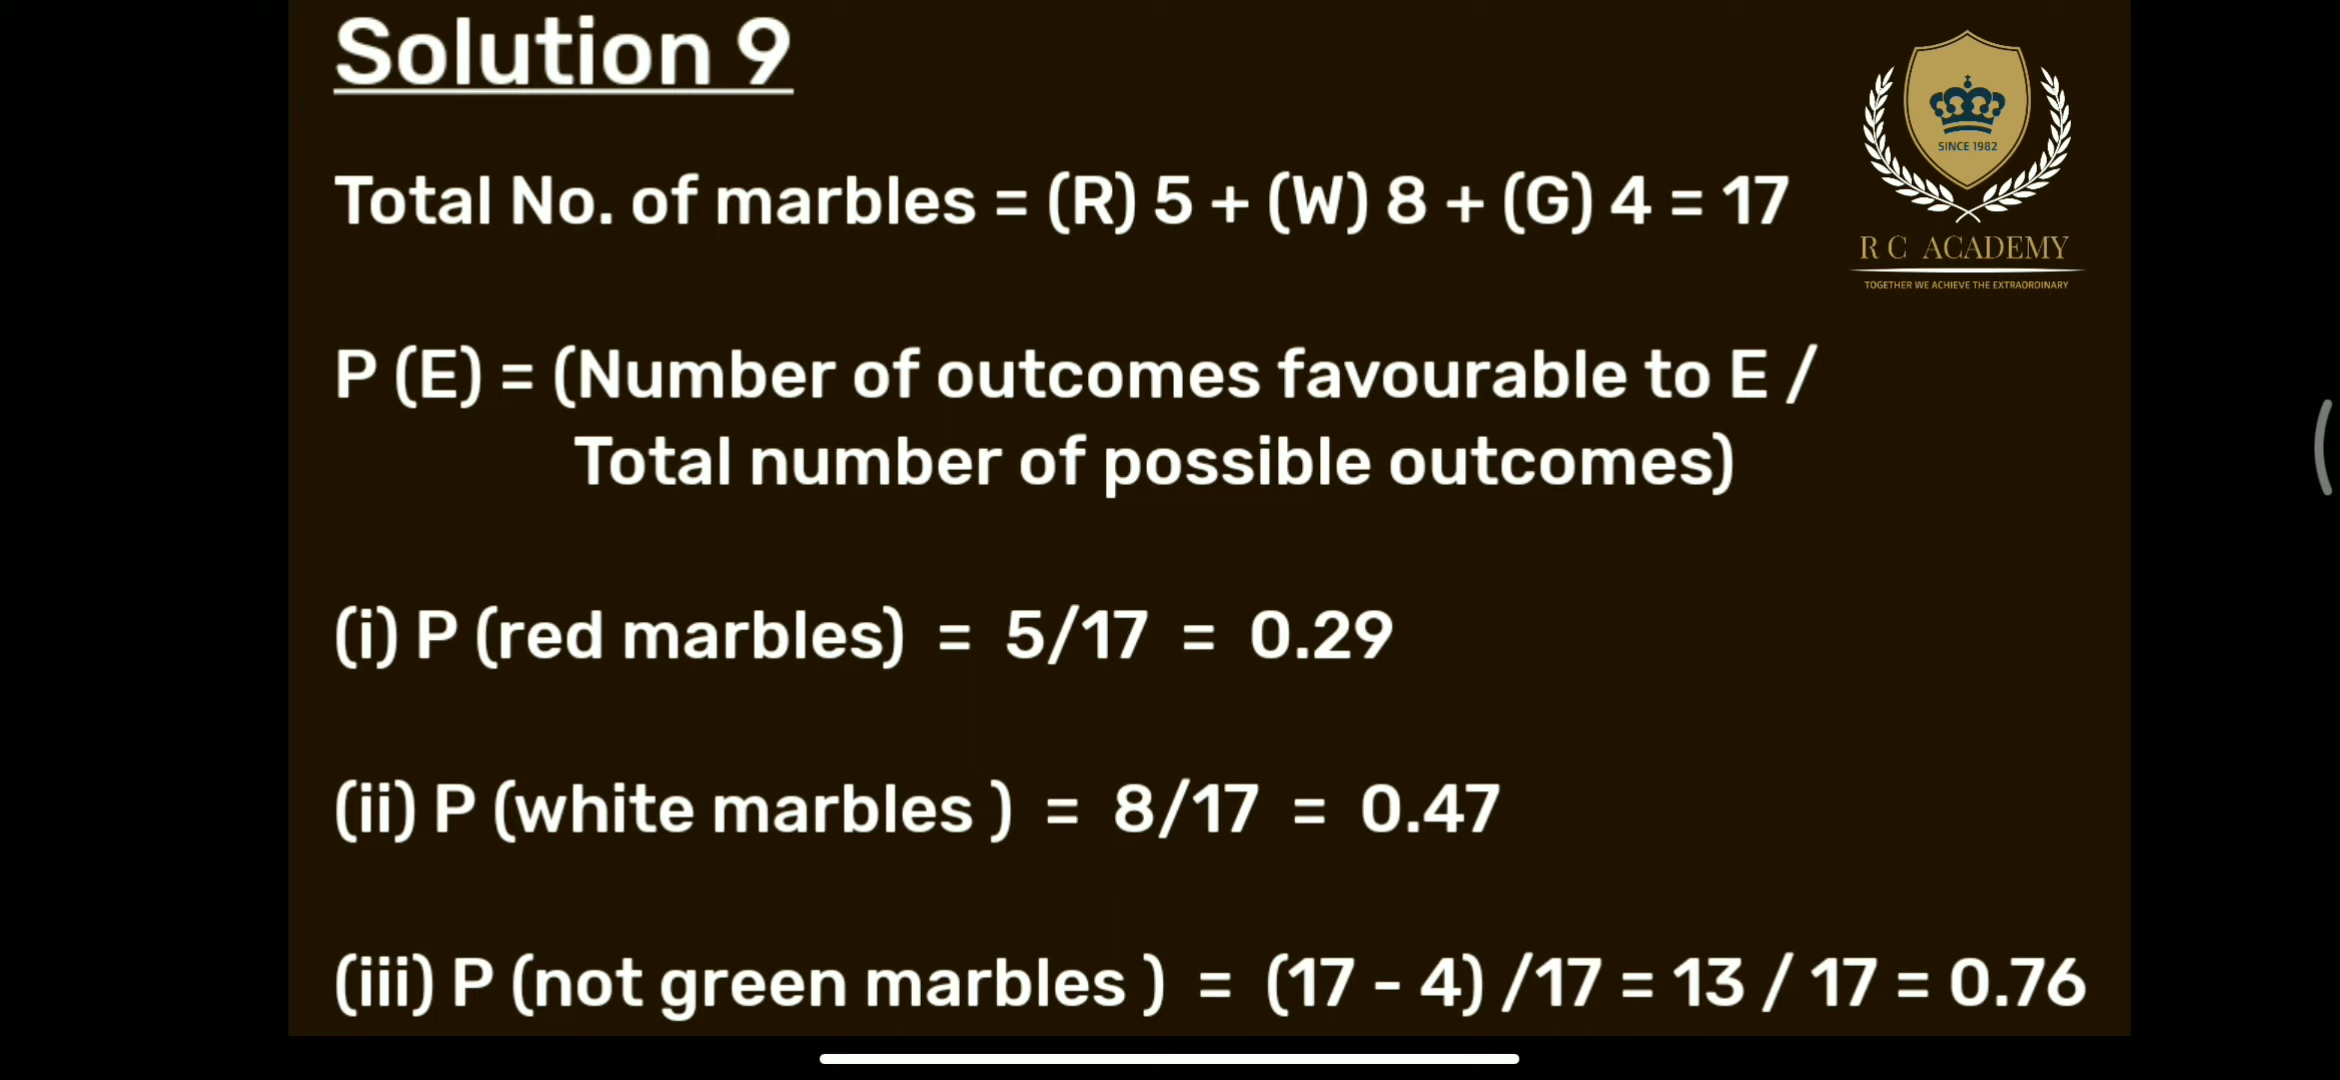 Solution 9
SINCE 1982
Total No. of marbles = (R) 5 + (W) 8 + (G) 4 = 17
R C ACADEMY
TOGETHER WE ACHIEVE THE EXTRAORDINARY
P (E) = (Number of outcomes favourable to E /
Total number of possible outcomes)
(i) P (red marbles) = 5/17 = 0.29
(ii) P (white marbles ) = 8/17 = 0.47
(iii) P (not green marbles ) = (17 - 4) /17 = 13 / 17 = 0.76